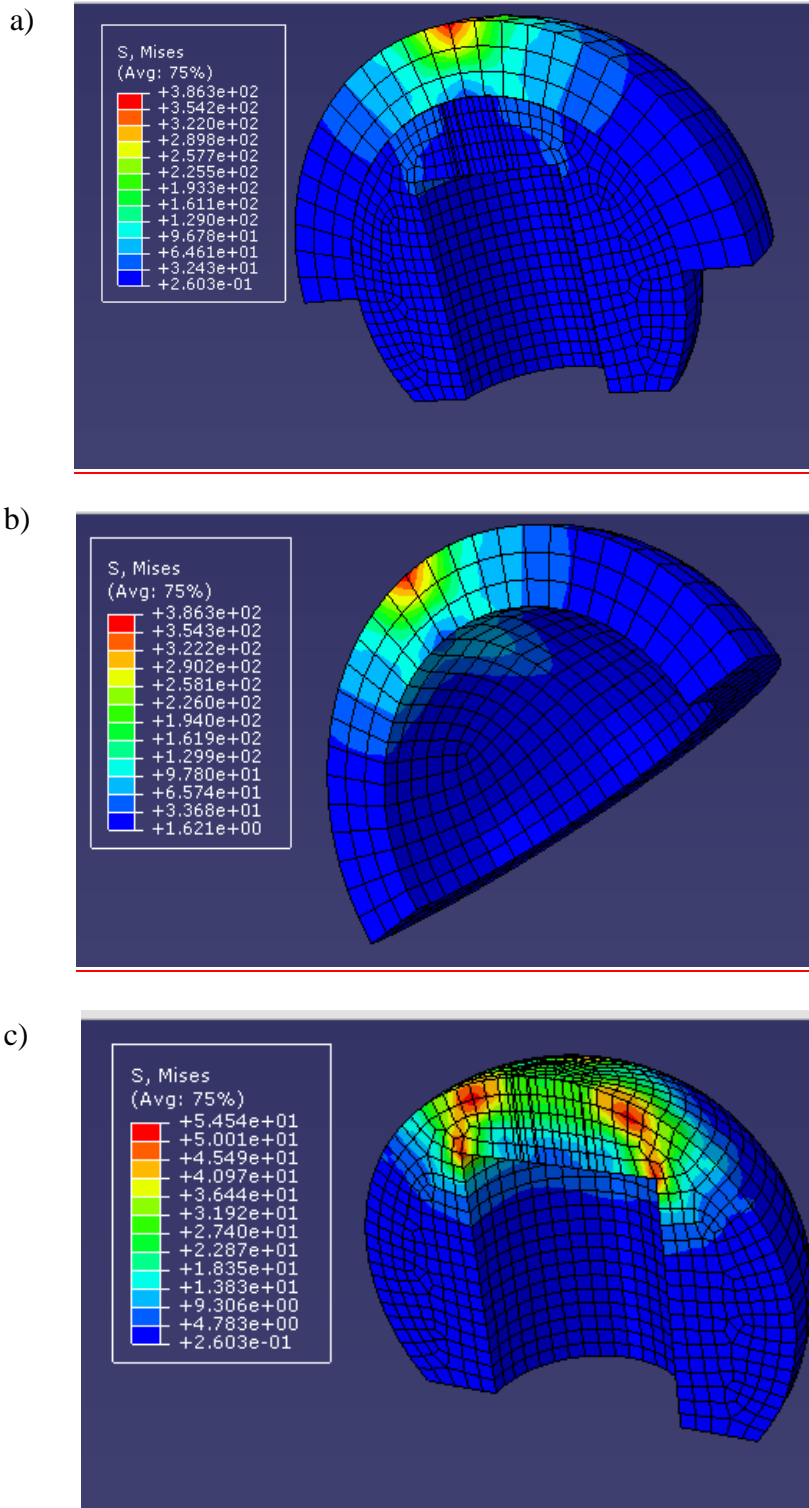 a)
S, Mises
(Avg: 75%)
+3.863e+02
+3.542e+02
+3.220e+02
+2.898e+02
+2.577e+02
+2.255e+02
+1.933e+02
+1.611e+02
+1.290e+02
+9.678e+01
+6.461e+01
+3.243e+01
+2.603e-01
b)
S, Mises
(Avg: 75%)
+3.863e+02
+3.543e+02
+3.222e+02
+2.902e+02
+2.581e+02
+2.260e+02
+1.940e+02
+1.619e+02
+1.299e+02
+9.780e+01
+6.574e+01
+3.368e+01
+1.621e+00
c)
S, Mises
(Avg: 75%)
+5.454e+01
+5.001e+01
+4.549e+01
+4.097e+01
+3.644e+01
+3.192e+01
+2.740e+01
+2.287e+01
+1.835e+01
+1.383e+01
+9.306e+00
+4.783e+00
+2.603e-01